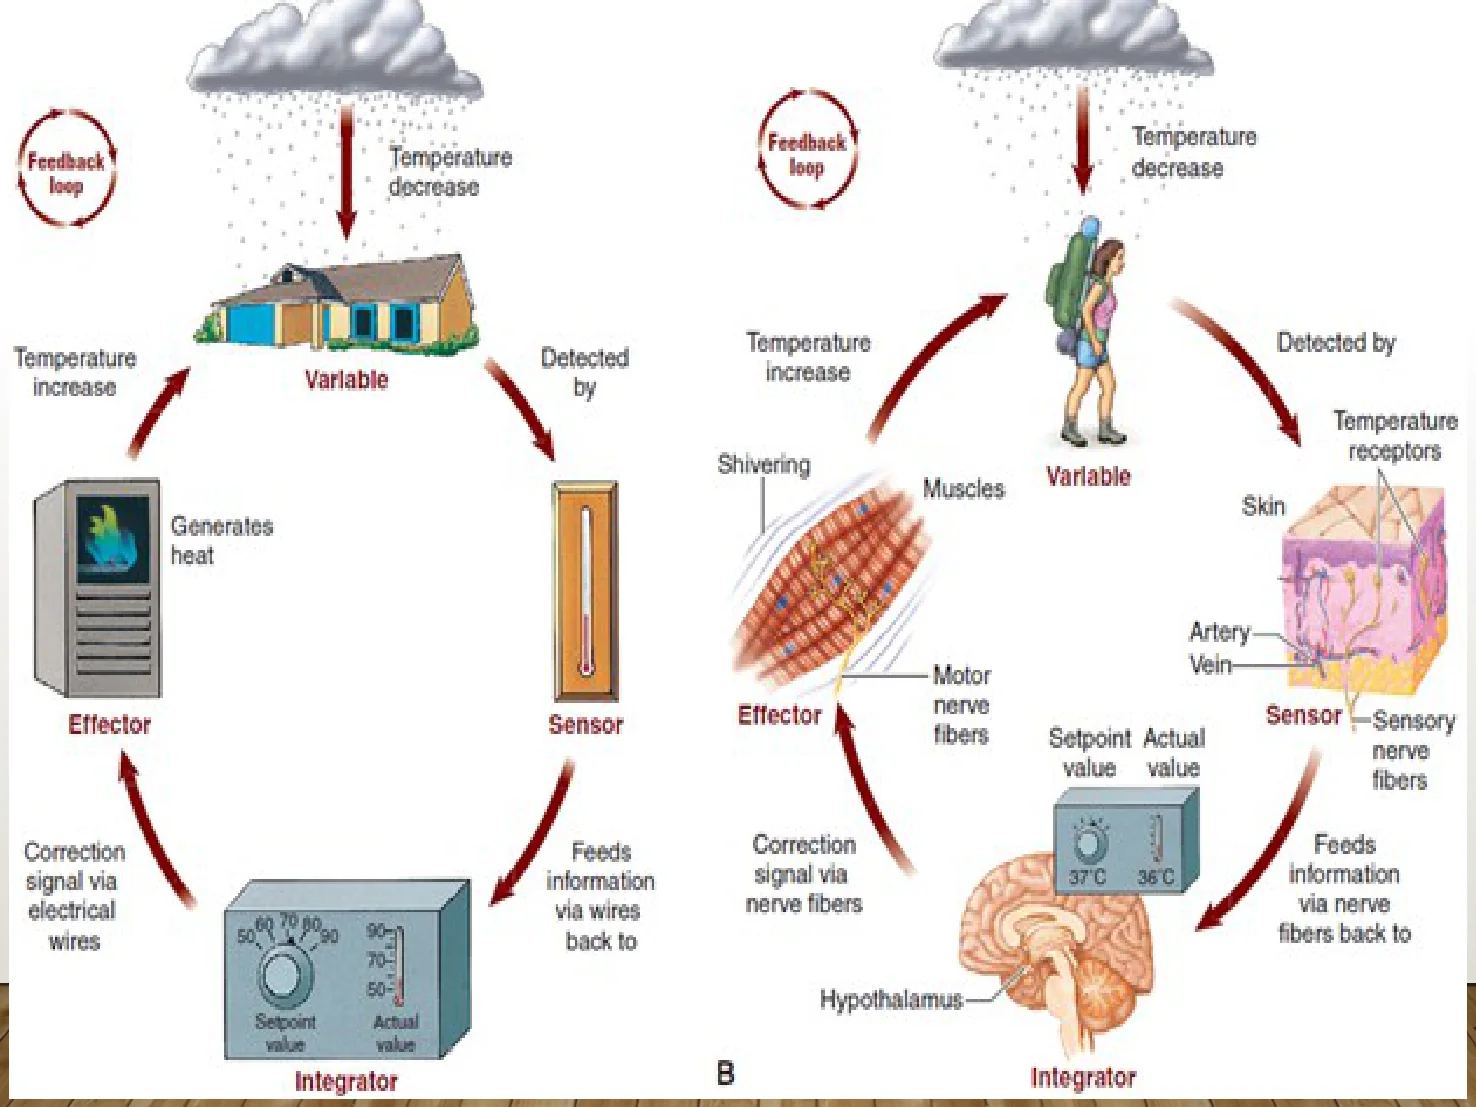 Feedback
loop
Temperature
decrease
Temperature
increase
Variable
Detected
by
Generates
heat
Effector
Sensor
Correction
signal via
electrical
wires
Feeds
information
via wires
back to
50 60 70 80 90
90
70
50
Setpoint
value
Actual
value
Integrator
B
Feedback
loop
Temperature
decrease
Temperature
increase
Variable
Detected by
Temperature
receptors
Shivering
Muscles
Skin
Artery
Vein
Motor
nerve
fibers
Effector
Sensor
Sensory
nerve
fibers
Setpoint Actual
value value
37°C 36°C
Correction
signal via
nerve fibers
Feeds
information
via nerve
fibers back to
Hypothalamus
Integrator